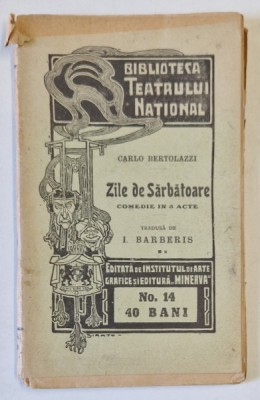 BIBLIOTECA
TEATRULUI
NAȚIONAL
CARLO BERTOLAZZI
Zile de Sărbătoare
COMEDIE IN 3 ACTE
TRADUSĂ DE
I. BARBERIS
EDITATĂ DE INSTITUTUL DE ARTE
GRAFICE ȘI EDITURĂ „MINERVA”
No. 14
40 BANI